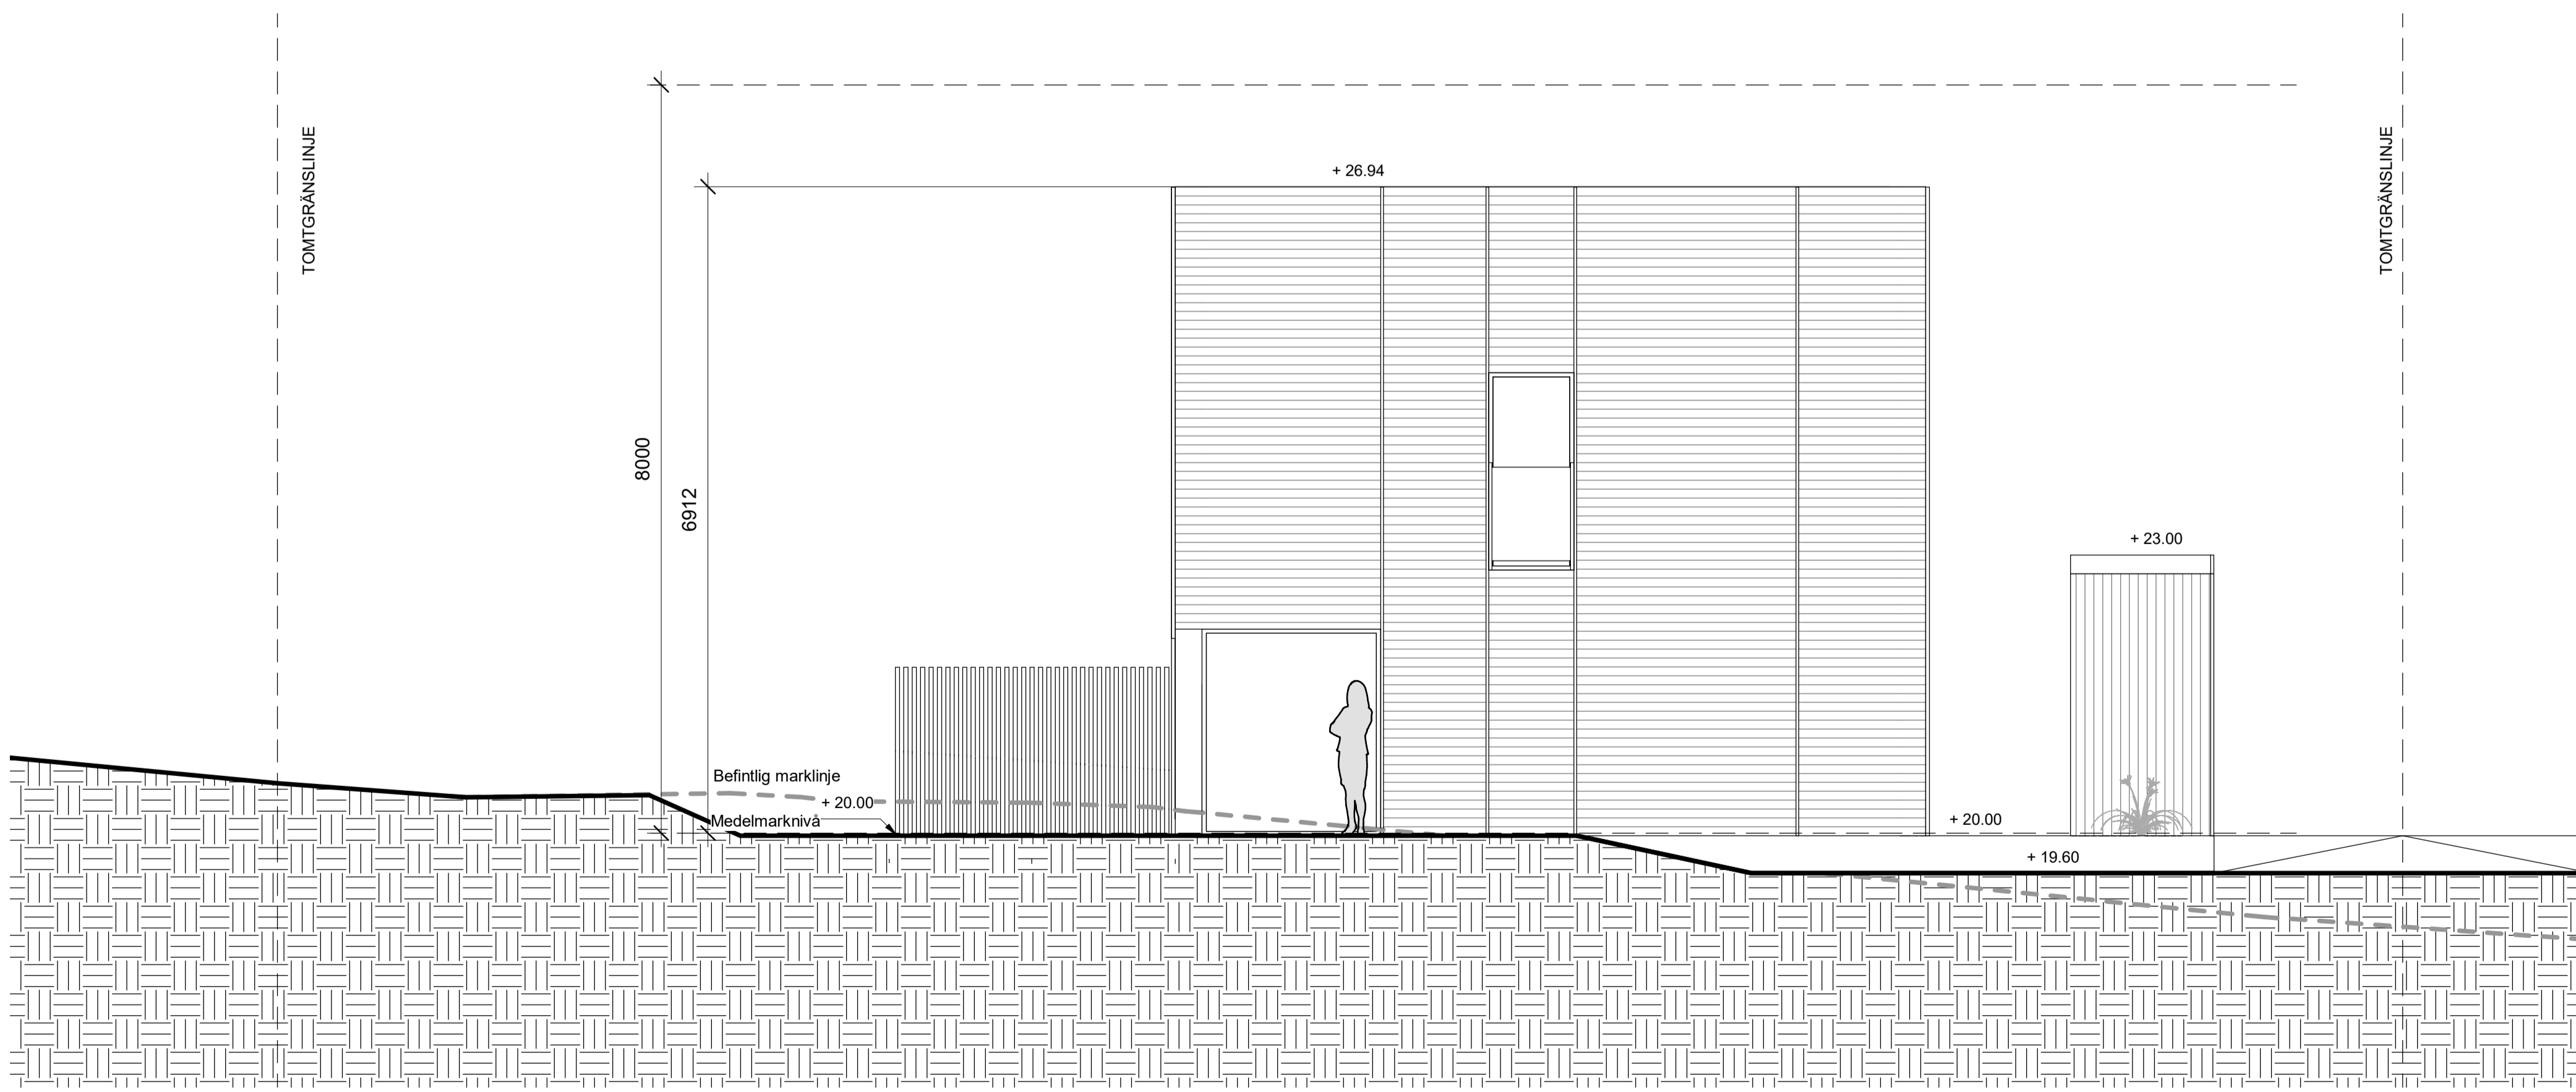 TOMTGRÄNSLINJE
TOMTGRÄNSLINJE
+ 26.94
8000
6912
+ 23.00
Befintlig marklinje
+ 20.00
Medelmarknivå
+ 20.00
+ 19.60